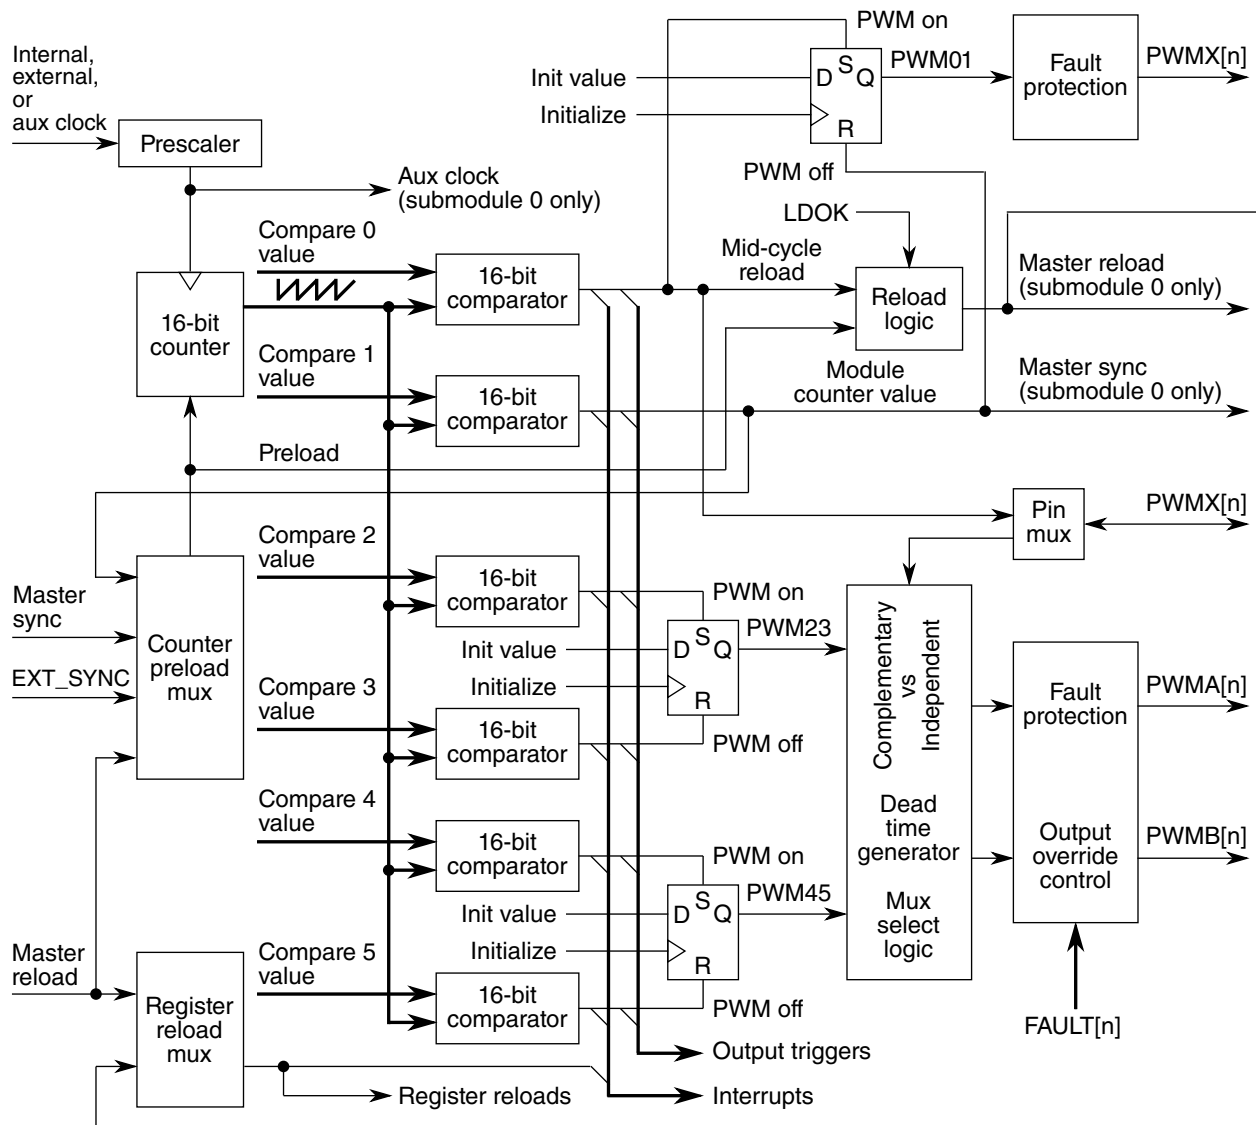 PWM on
Internal,
external,
or
aux clock
Init value
D
S
Q
PWM01
Fault
protection
PWMX[n]
Initialize
R
Prescaler
PWM off
Aux clock
(submodule 0 only)
LDOK
Compare 0
value
16-bit
comparator
Mid-cycle
reload
Reload
logic
Master reload
(submodule 0 only)
16-bit
counter
Compare 1
value
16-bit
comparator
Module
counter value
Master sync
(submodule 0 only)
Preload
Pin
mux
PWMX[n]
Compare 2
value
16-bit
comparator
PWM on
Master
sync
Counter
preload
mux
Init value
D
S
Q
PWM23
Complementary
vs
Independent
EXT_SYNC
Initialize
R
Compare 3
value
16-bit
comparator
PWM off
Fault
protection
PWMA[n]
Compare 4
value
16-bit
comparator
PWM on
Dead
time
generator
Output
override
control
PWMB[n]
Init value
D
S
Q
PWM45
Mux
select
logic
Initialize
R
Master
reload
Compare 5
value
16-bit
comparator
PWM off
Register
reload
mux
FAULT[n]
Output triggers
Register reloads
Interrupts